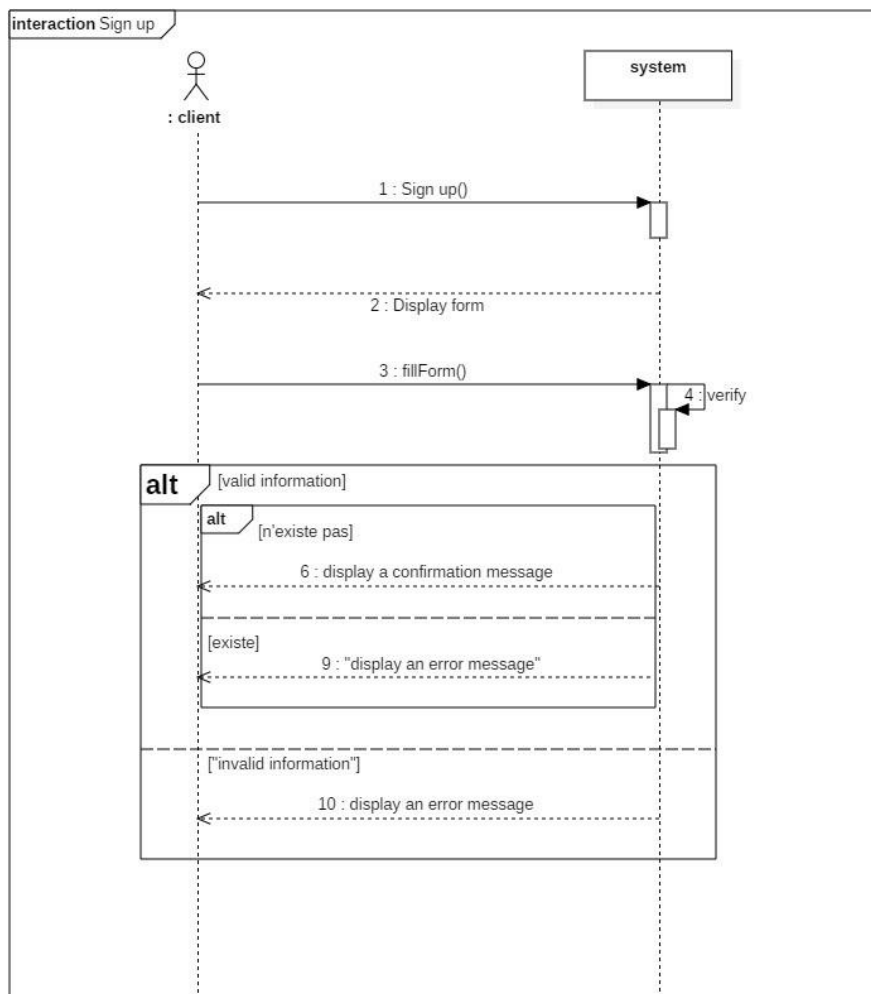 interaction Sign up
system
: client
1 : Sign up()
2 : Display form
3 : fillForm()
4 : verify
alt [valid information]
alt
[n'existe pas]
6 : display a confirmation message
[existe]
9 : "display an error message"
["invalid information"]
10 : display an error message